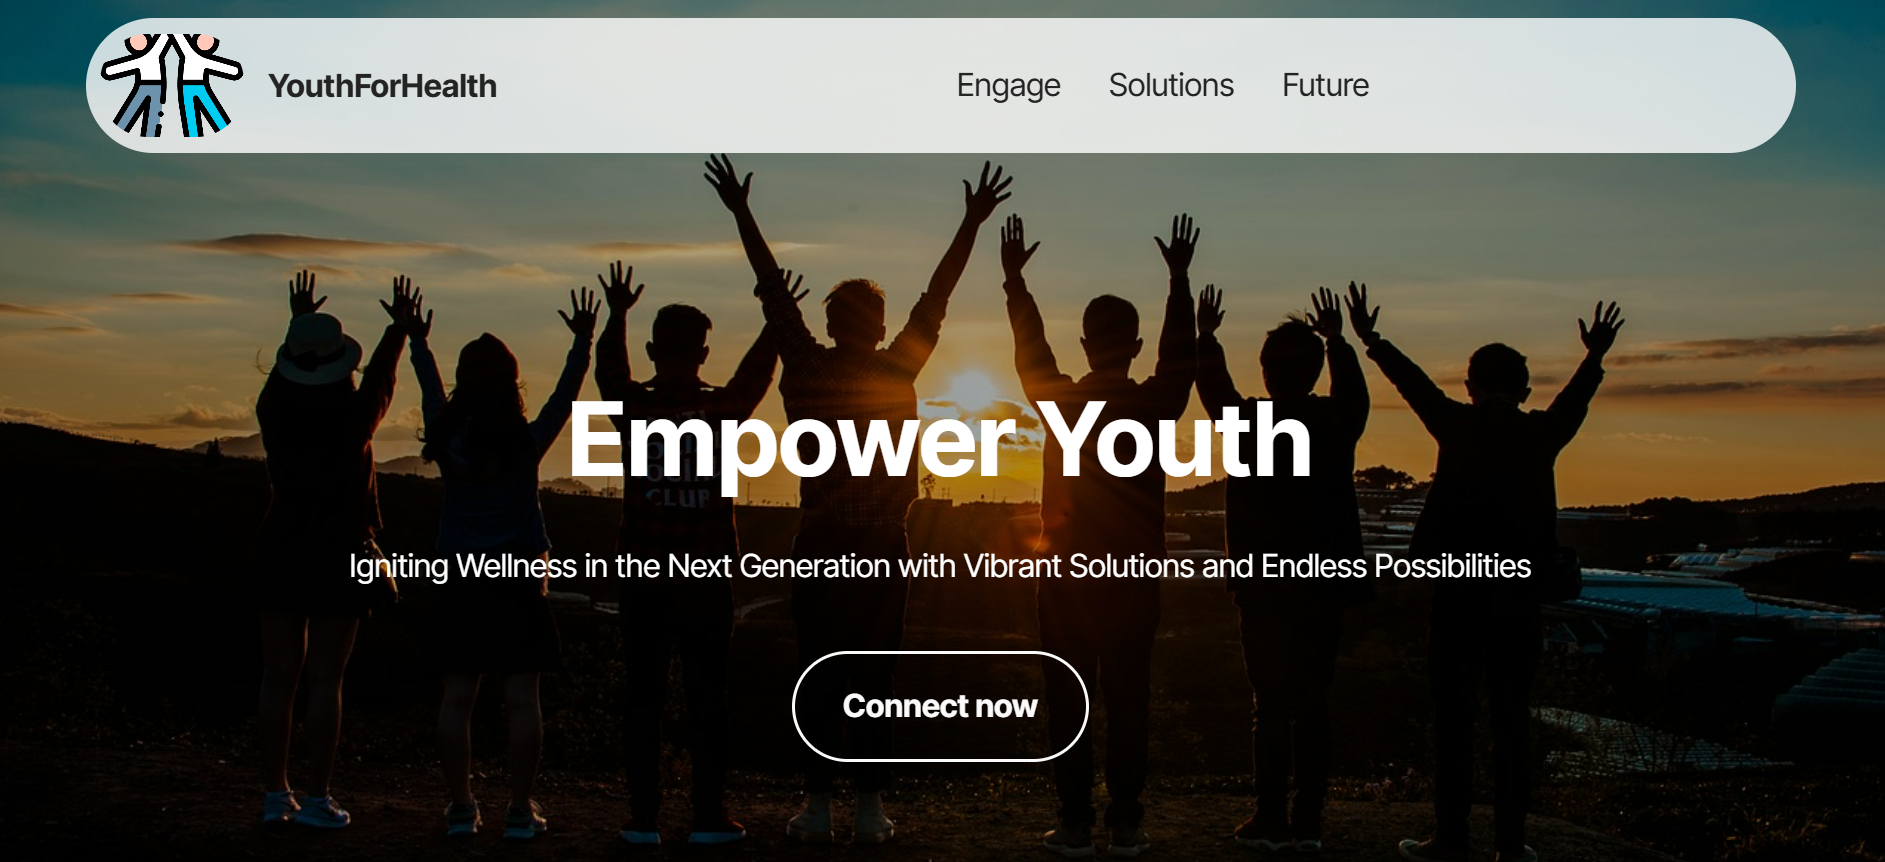 YouthForHealth
Engage Solutions Future
Empower Youth
CLUB
Igniting Wellness in the Next Generation with Vibrant Solutions and Endless Possibilities
Connect now